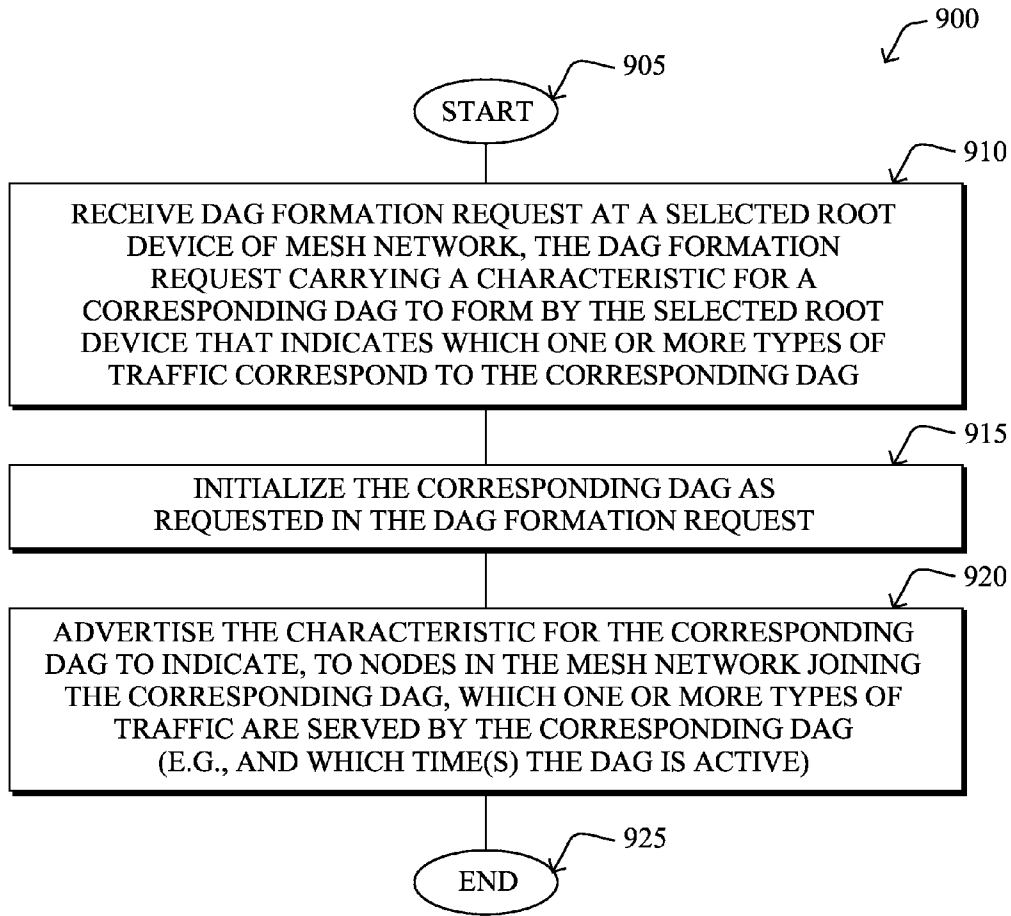 900
905
START
910
RECEIVE DAG FORMATION REQUEST AT A SELECTED ROOT
DEVICE OF MESH NETWORK, THE DAG FORMATION
REQUEST CARRYING A CHARACTERISTIC FOR A
CORRESPONDING DAG TO FORM BY THE SELECTED ROOT
DEVICE THAT INDICATES WHICH ONE OR MORE TYPES OF
TRAFFIC CORRESPOND TO THE CORRESPONDING DAG
915
INITIALIZE THE CORRESPONDING DAG AS
REQUESTED IN THE DAG FORMATION REQUEST
920
ADVERTISE THE CHARACTERISTIC FOR THE CORRESPONDING
DAG TO INDICATE, TO NODES IN THE MESH NETWORK JOINING
THE CORRESPONDING DAG, WHICH ONE OR MORE TYPES OF
TRAFFIC ARE SERVED BY THE CORRESPONDING DAG
(E.G., AND WHICH TIME(S) THE DAG IS ACTIVE)
925
END